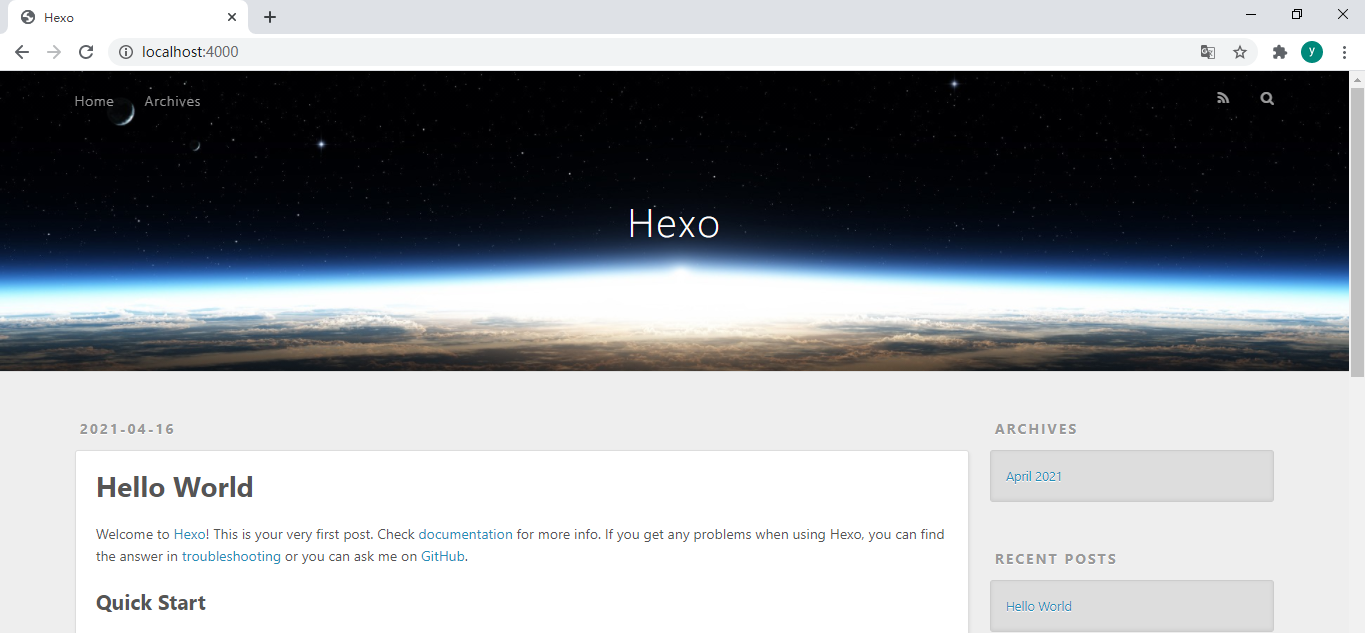 Hexo
localhost:4000
y
Home Archives
Hexo
2021-04-16
Hello World
Welcome to Hexo! This is your very first post. Check documentation for more info. If you get any problems when using Hexo, you can find
the answer in troubleshooting or you can ask me on GitHub.
Quick Start
ARCHIVES
April 2021
RECENT POSTS
Hello World